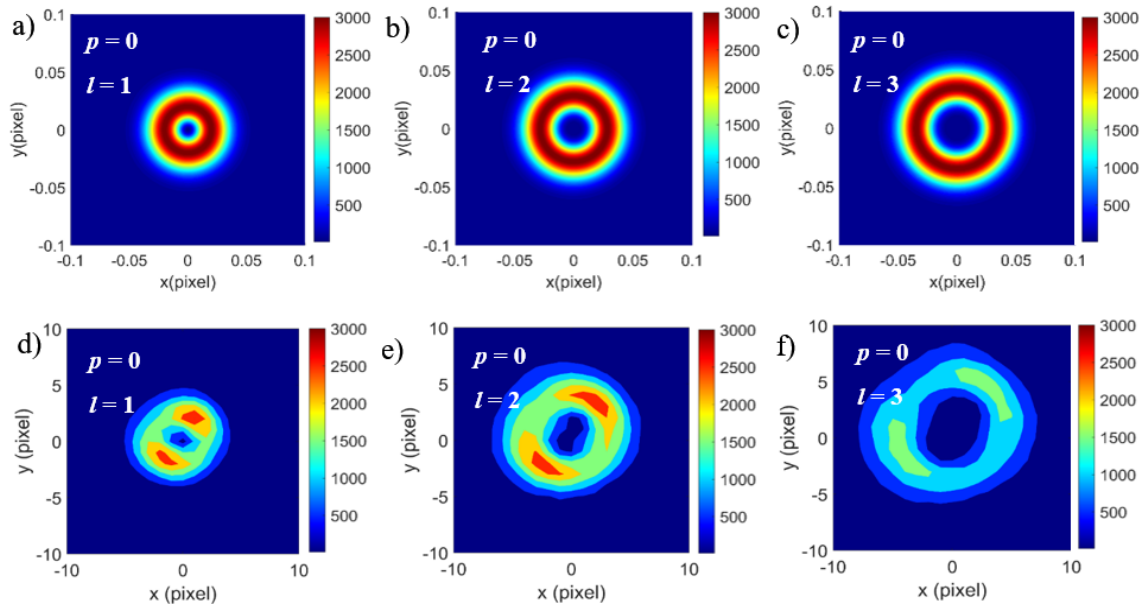 a)
p = 0
l = 1
y(pixel)
0.1
0.05
0
-0.05
-0.1
-0.1 -0.05 0 0.05 0.1
x(pixel)
3000
2500
2000
1500
1000
500
b)
p = 0
l = 2
y(pixel)
0.1
0.05
0
-0.05
-0.1
-0.1 -0.05 0 0.05 0.1
x(pixel)
3000
2500
2000
1500
1000
500
c)
p = 0
l = 3
y(pixel)
0.1
0.05
0
-0.05
-0.1
-0.1 -0.05 0 0.05 0.1
x(pixel)
3000
2500
2000
1500
1000
500
d)
p = 0
l = 1
y (pixel)
10
5
0
-5
-10
-10 0 10
x (pixel)
3000
2500
2000
1500
1000
500
e)
p = 0
l = 2
y (pixel)
10
5
0
-5
-10
-10 0 10
x (pixel)
3000
2500
2000
1500
1000
500
f)
p = 0
l = 3
y (pixel)
10
5
0
-5
-10
-10 0 10
x (pixel)
3000
2500
2000
1500
1000
500